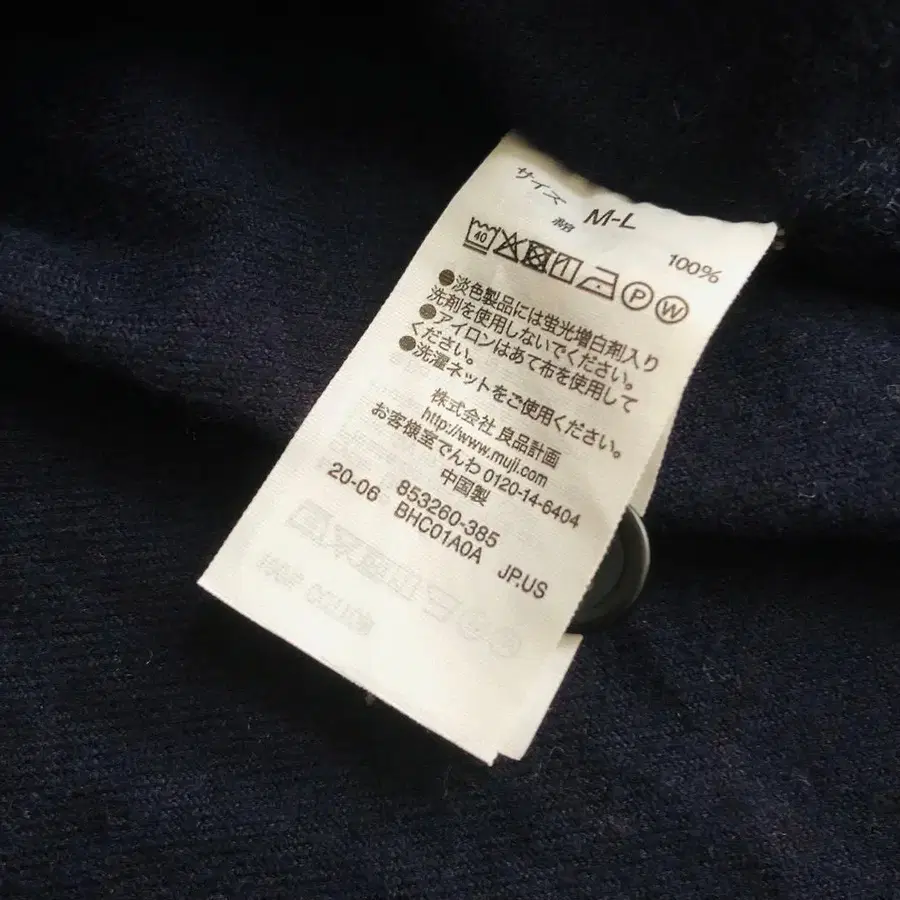 サイズ M-L
綿 100%
40 P W
●淡色製品には蛍光増白剤入り
洗剤を使用しないでください。
●アイロンはあて布を使用して
ください。
●洗濯ネットをご使用ください。
株式会社 良品計画
http://www.muji.com
お客様室でんわ 0120-14-6404
中国製
20-06 853260-385
BHC01A0A JP.US